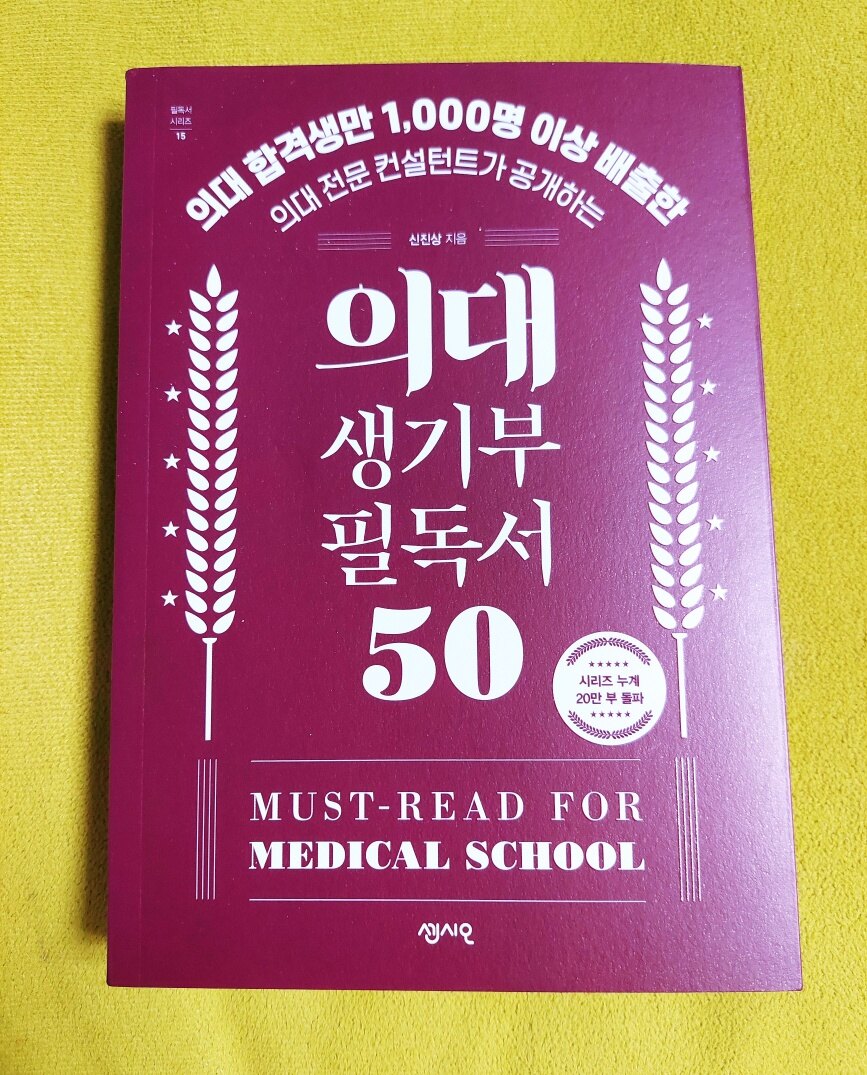 필독서
시리즈
15
의대 합격생만 1,000명 이상 배출한
의대 전문 컨설턴트가 공개하는
신진상 지음
의대
생기부
필독서
50
시리즈 누계
20만 부 돌파
MUST-READ FOR
MEDICAL SCHOOL
센시오